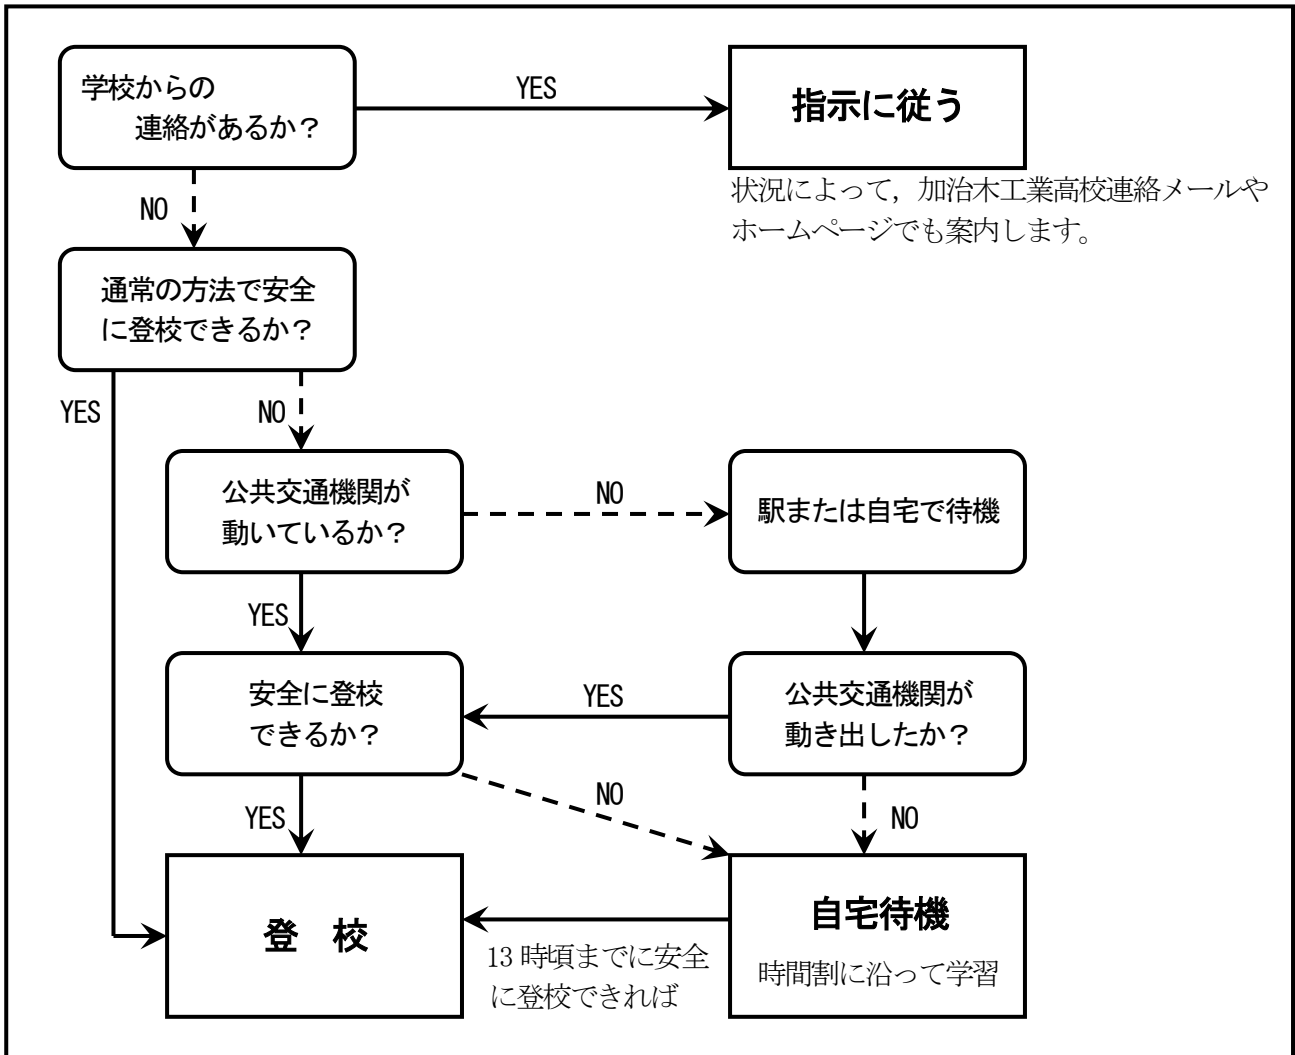 学校からの
連絡があるか？
YES
指示に従う
状況によって，加治木工業高校連絡メールや
ホームページでも案内します。
NO
通常の方法で安全
に登校できるか？
YES
NO
公共交通機関が
動いているか？
NO
駅または自宅で待機
YES
安全に登校
できるか？
YES
公共交通機関が
動き出したか？
NO
YES
NO
登　校
13時頃までに安全
に登校できれば
自宅待機
時間割に沿って学習